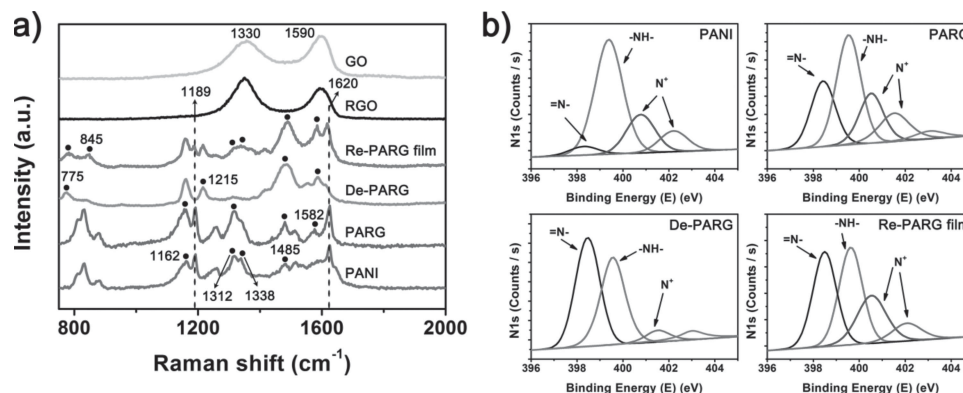 a)
1330
1590
GO
1189
1620
RGO
845
Re-PARG film
775
1215
De-PARG
1582
PARG
1162
1485
PANI
1312
1338
Intensity (a.u.)
750
1200
1600
2000
Raman shift (cm⁻¹)
b)
PANI
-NH-
=N-
N⁺
N1s (Counts / s)
396 398 400 402 404
Binding Energy (E) (eV)
PARG
-NH-
=N-
N⁺
N1s (Counts / s)
396 398 400 402 404
Binding Energy (E) (eV)
De-PARG
=N-
-NH-
N⁺
N1s (Counts / s)
396 398 400 402 404
Binding Energy (E) (eV)
Re-PARG film
-NH-
=N-
N⁺
N1s (Counts / s)
396 398 400 402 404
Binding Energy (E) (eV)